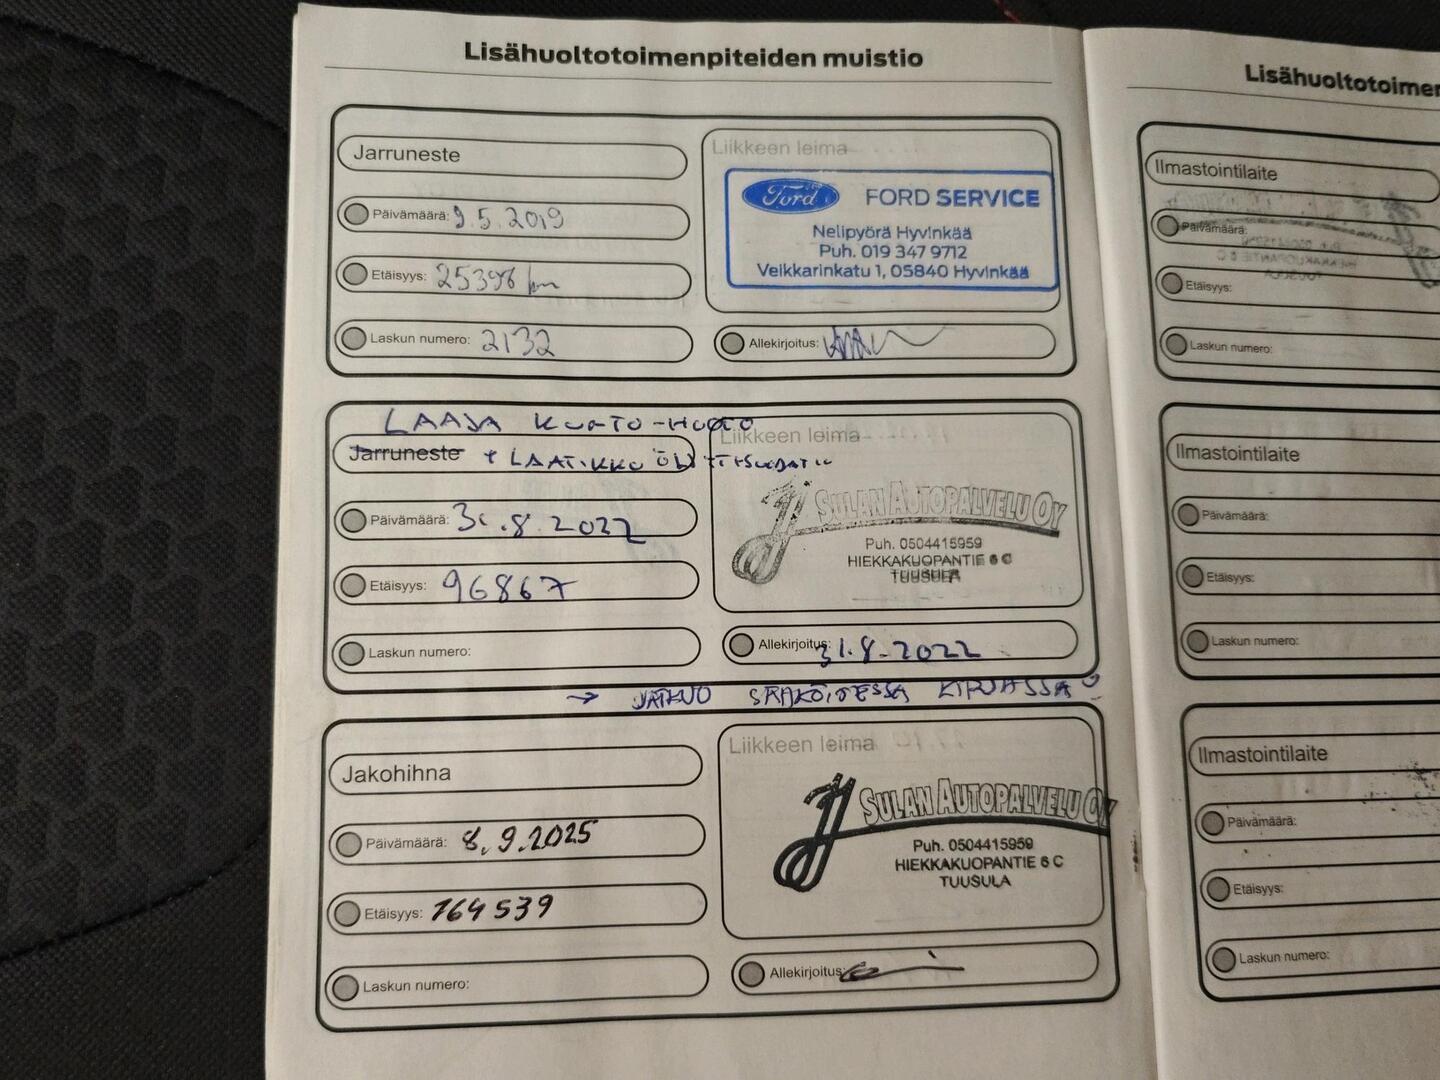 Lisähuoltotoimenpiteiden muistio
Jarruneste
Päivämäärä: 9.5.2019
Etäisyys: 25396 km
Laskun numero: 2132
Liikkeen leima
Ford FORD SERVICE
Nelipyörä Hyvinkää
Puh. 019 347 9712
Veikkarinkatu 1, 05840 Hyvinkää
Allekirjoitus:
LAAJA KUNTO-HUOLTO
Jarruneste + LAATIKKO ÖLJYT+SUODATIN
Päivämäärä: 31.8.2022
Etäisyys: 96867
Laskun numero:
Liikkeen leima
SULAN AUTOPALVELU OY
Puh. 0504415959
HIEKKAKUOPANTIE 6 C
TUUSULA
Allekirjoitus: 31.8.2022
→ JATKUU SÄHKÖISESSÄ KIRJASSA
Jakohihna
Päivämäärä: 8.9.2025
Etäisyys: 164539
Laskun numero:
Liikkeen leima
SULAN AUTOPALVELU OY
Puh. 0504415959
HIEKKAKUOPANTIE 6 C
TUUSULA
Allekirjoitus:
Lisähuoltotoimen
Ilmastointilaite
Päivämäärä:
Etäisyys:
Laskun numero:
Ilmastointilaite
Päivämäärä:
Etäisyys:
Laskun numero:
Ilmastointilaite
Päivämäärä:
Etäisyys:
Laskun numero: